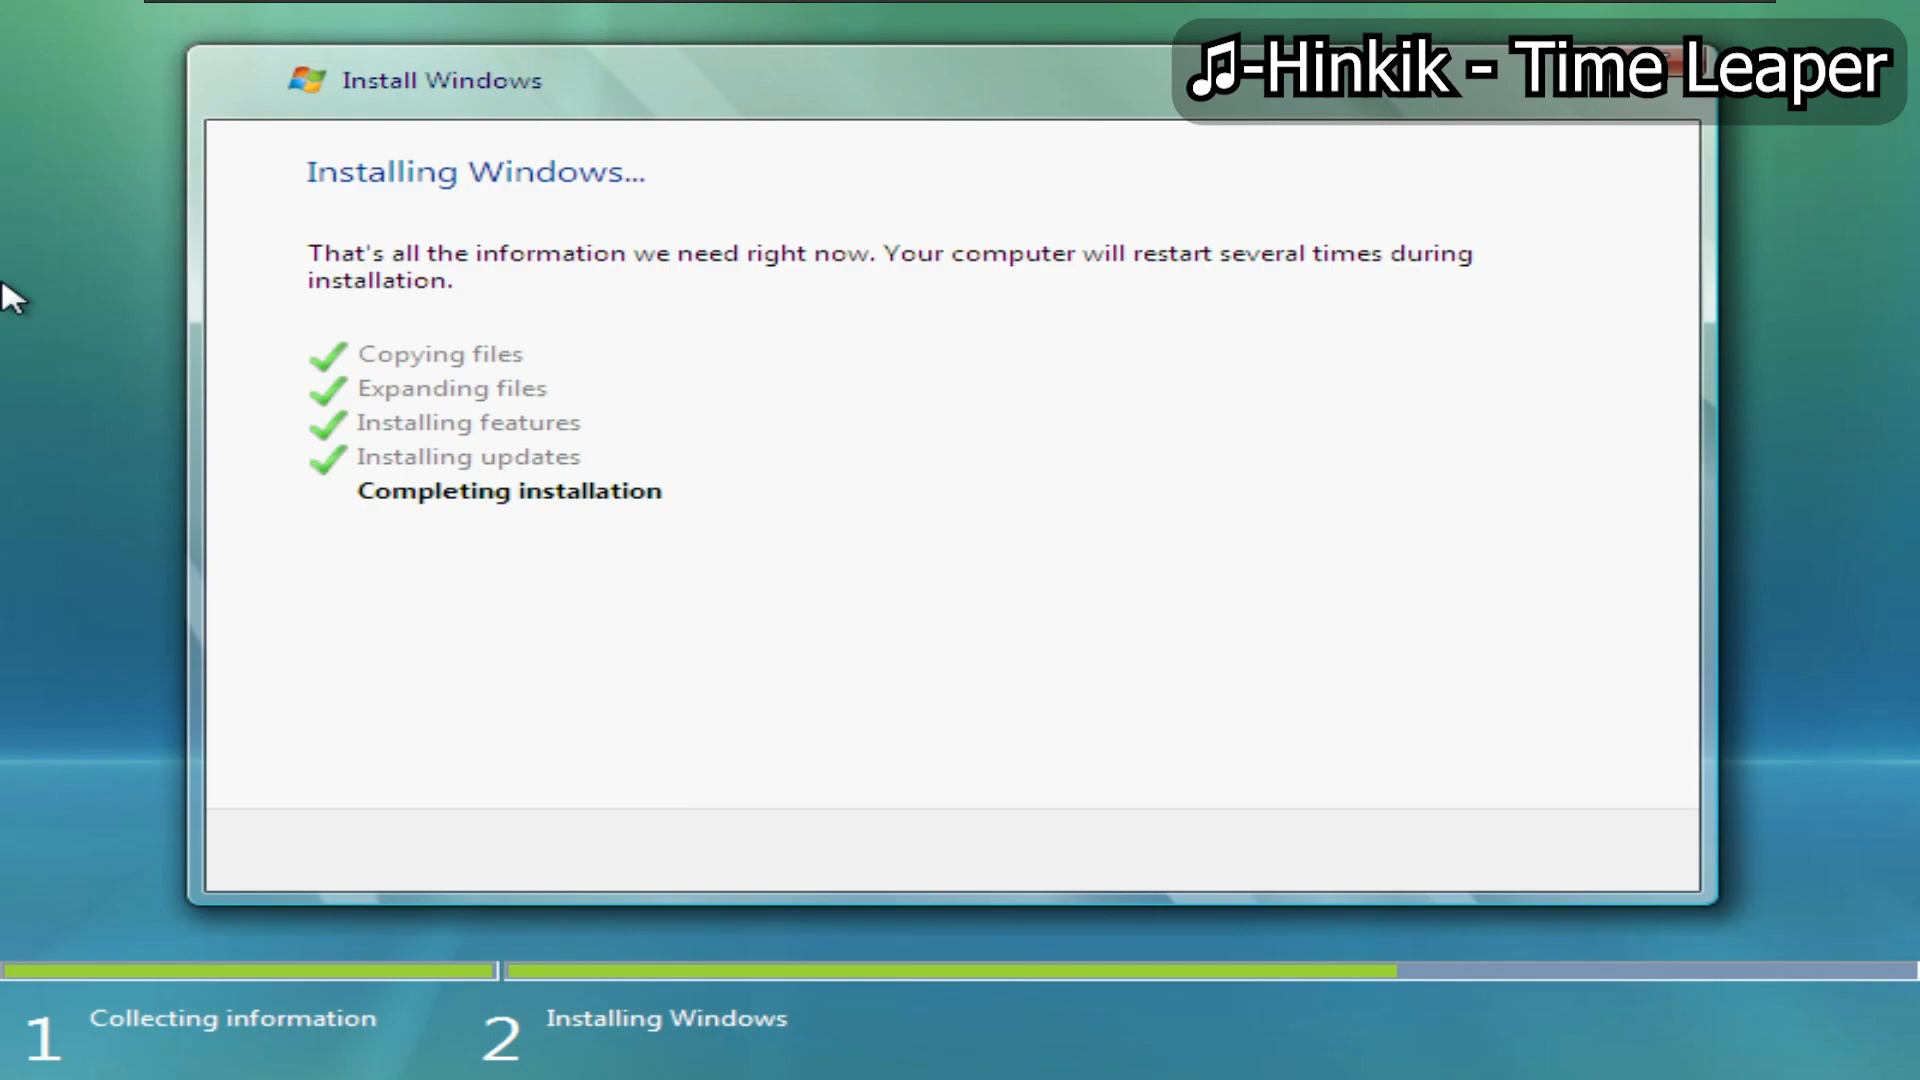 ♫-Hinkik - Time Leaper
Install Windows
Installing Windows...
That's all the information we need right now. Your computer will restart several times during
installation.
Copying files
Expanding files
Installing features
Installing updates
Completing installation
1 Collecting information
2 Installing Windows